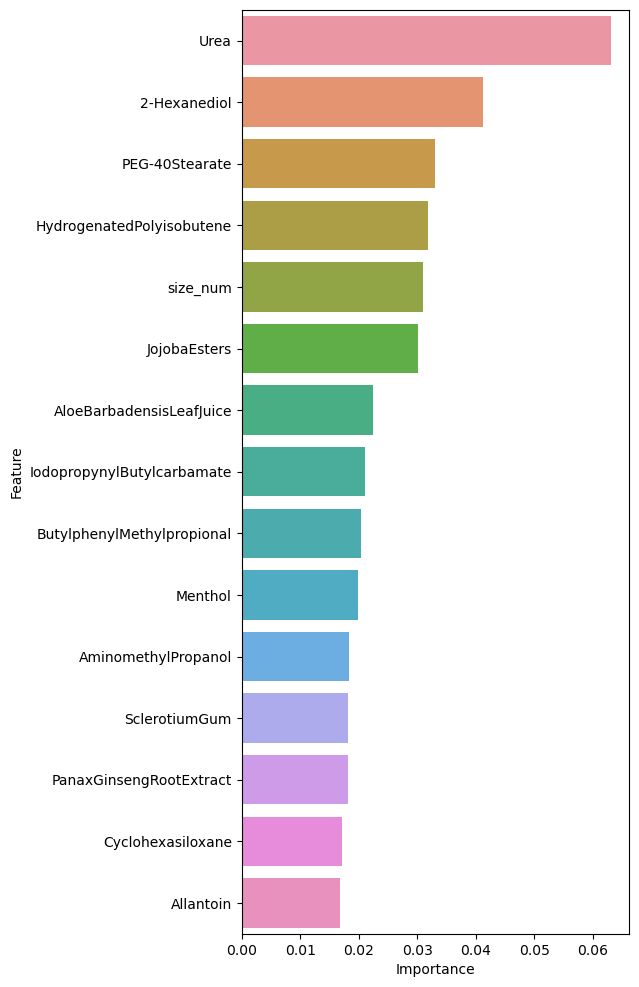 Urea
2-Hexanediol
PEG-40Stearate
HydrogenatedPolyisobutene
size_num
JojobaEsters
AloeBarbadensisLeafJuice
IodopropynylButylcarbamate
ButylphenylMethylpropional
Menthol
AminomethylPropanol
SclerotiumGum
PanaxGinsengRootExtract
Cyclohexasiloxane
Allantoin
Feature
0.00 0.01 0.02 0.03 0.04 0.05 0.06
Importance